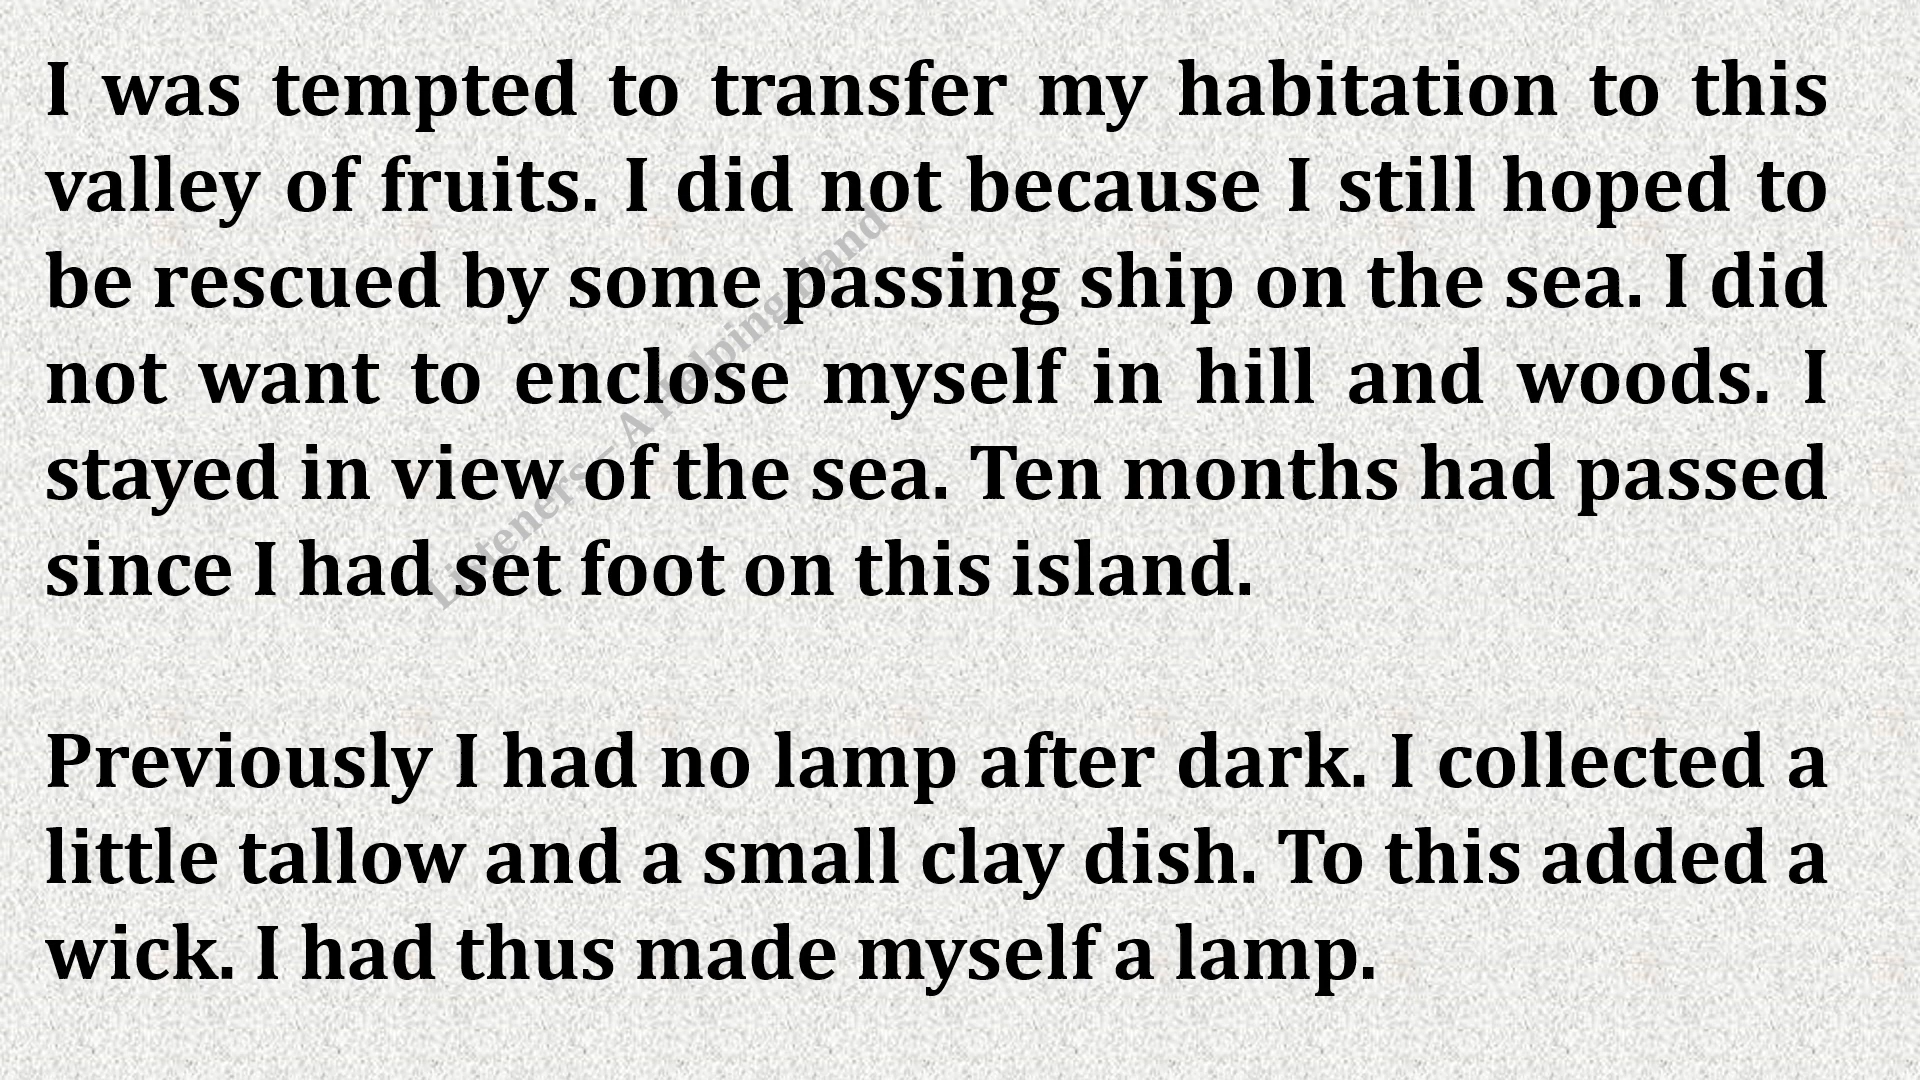 I was tempted to transfer my habitation to this
valley of fruits. I did not because I still hoped to
be rescued by some passing ship on the sea. I did
not want to enclose myself in hill and woods. I
stayed in view of the sea. Ten months had passed
since I had set foot on this island.
Previously I had no lamp after dark. I collected a
little tallow and a small clay dish. To this added a
wick. I had thus made myself a lamp.
Listeners - A helping Hand